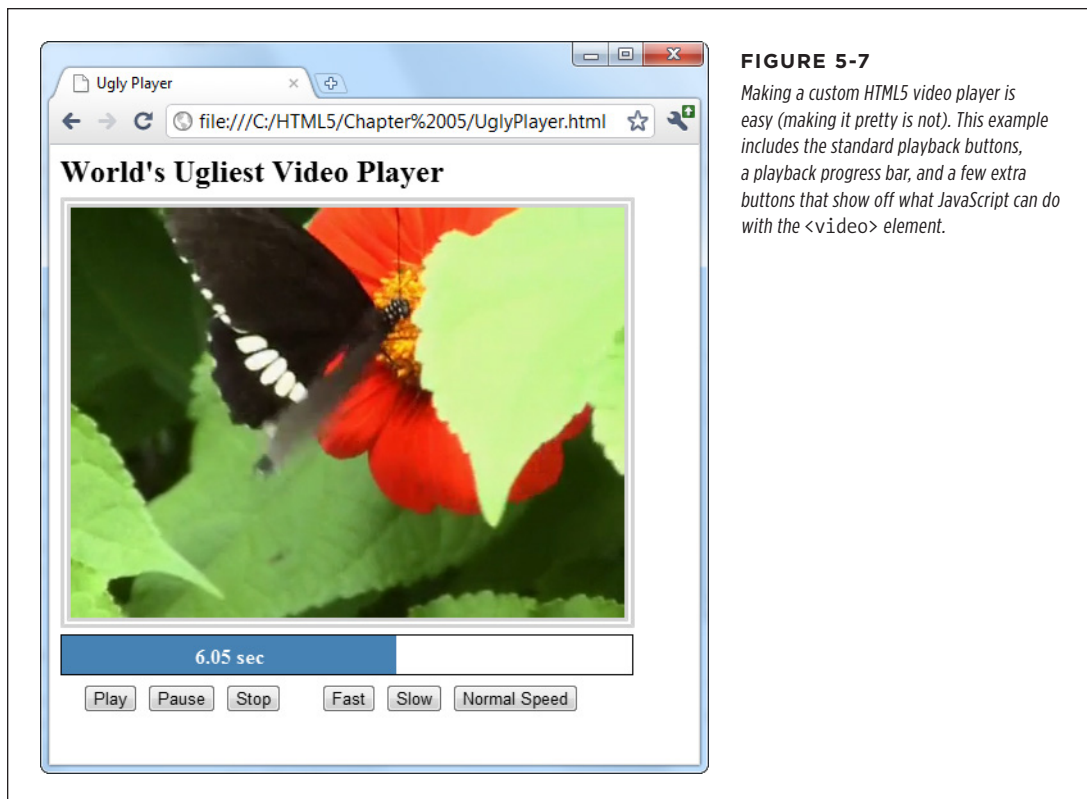 Ugly Player
file:///C:/HTML5/Chapter%2005/UglyPlayer.html
World's Ugliest Video Player
6.05 sec
Play Pause Stop Fast Slow Normal Speed
FIGURE 5-7
Making a custom HTML5 video player is
easy (making it pretty is not). This example
includes the standard playback buttons,
a playback progress bar, and a few extra
buttons that show off what JavaScript can do
with the <video> element.